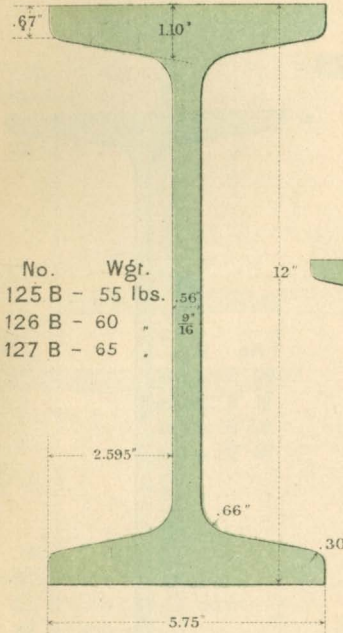 .67"
1.10"
No. Wgt.
125 B - 55 lbs.
126 B - 60 „
127 B - 65 .
.56"
9"
16
12"
2.595"
.66"
.30
5.75"